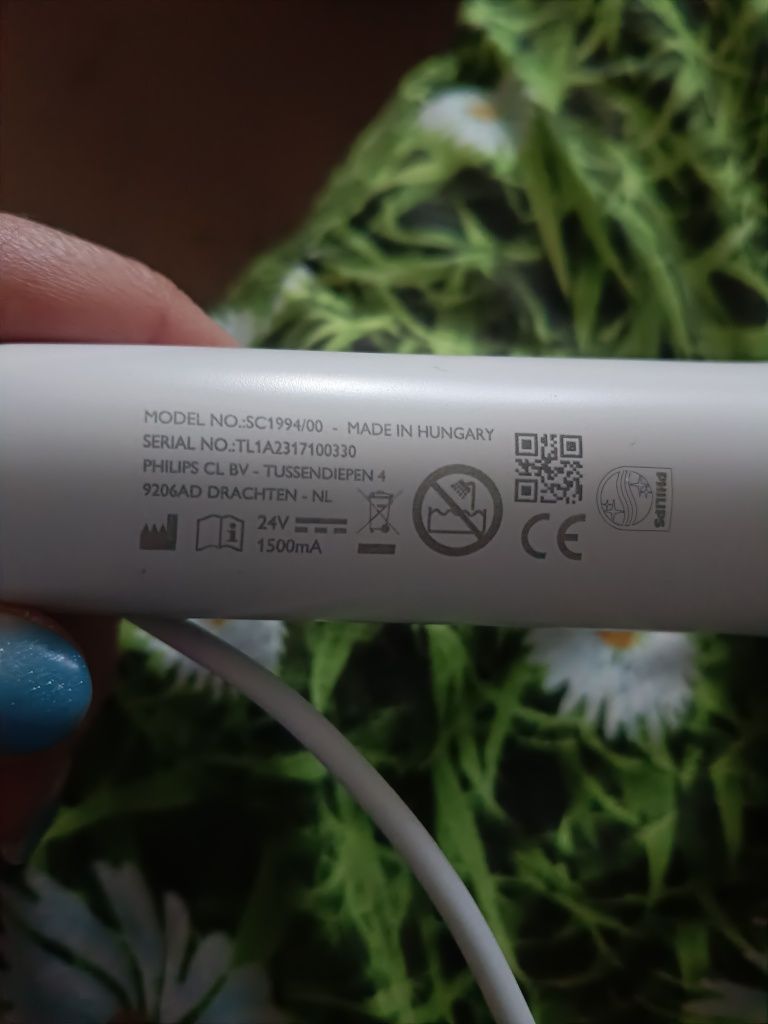 MODEL NO.:SC1994/00 - MADE IN HUNGARY
SERIAL NO.:TL1A2317100330
PHILIPS CL BV - TUSSENDIEPEN 4
9206AD DRACHTEN - NL
24V
1500mA
CE
PHILIPS